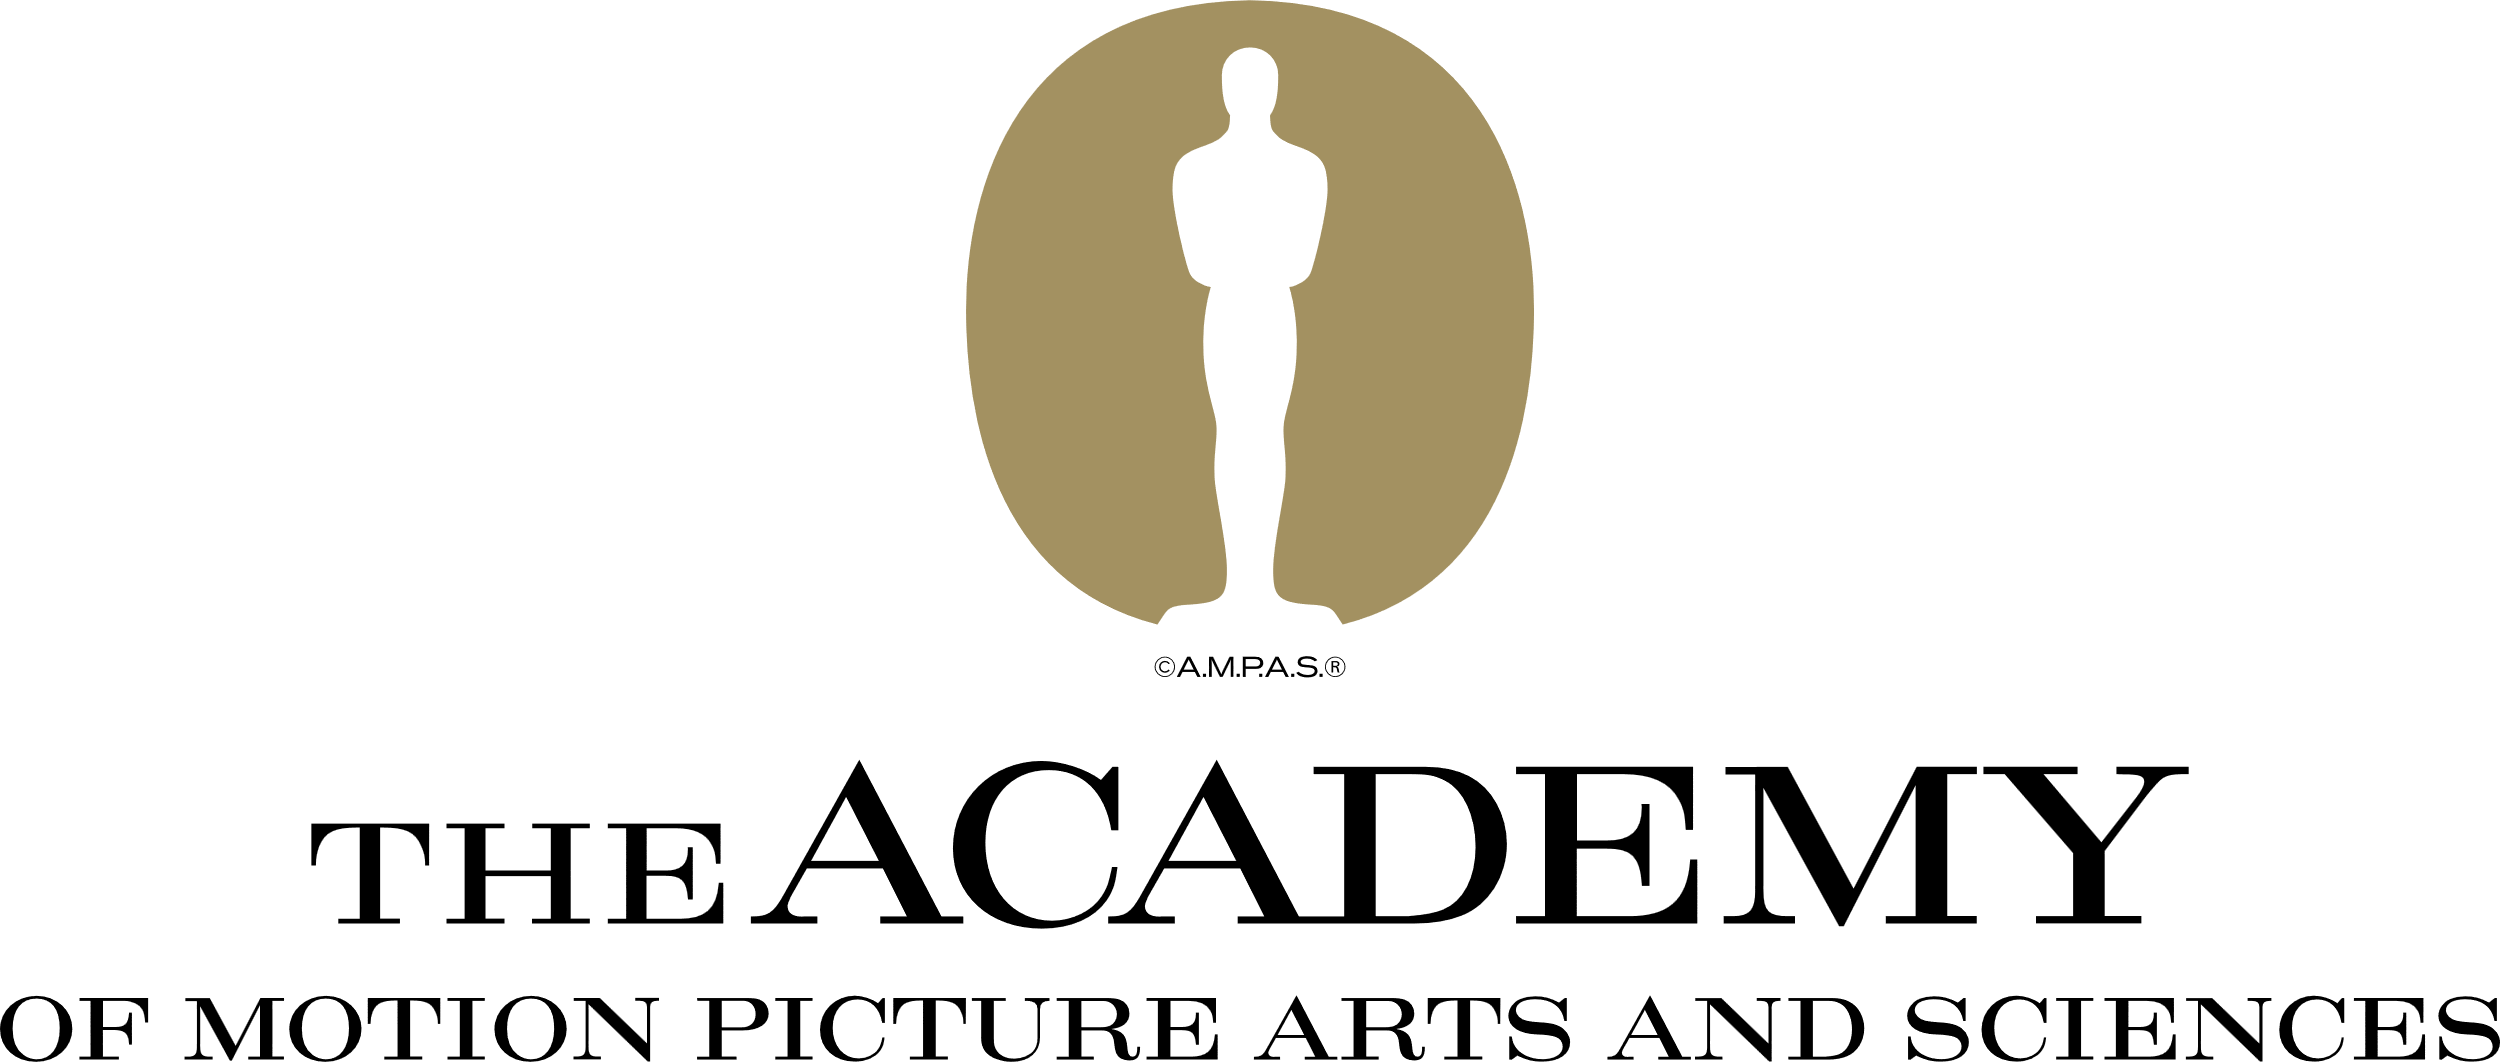 ©A.M.P.A.S.®
THE ACADEMY
OF MOTION PICTURE ARTS AND SCIENCES